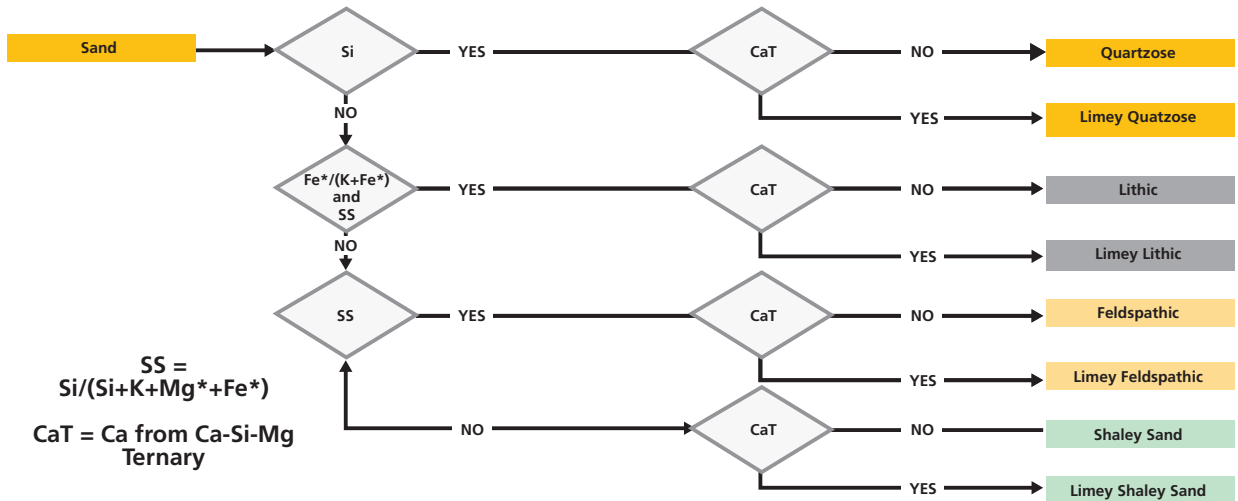 Sand
Si
YES
CaT
NO
Quartzose
NO
YES
Limey Quatzose
Fe*/(K+Fe*)
and
SS
YES
CaT
NO
Lithic
NO
YES
Limey Lithic
SS
YES
CaT
NO
Feldspathic
YES
Limey Feldspathic
SS =
Si/(Si+K+Mg*+Fe*)
CaT = Ca from Ca-Si-Mg
Ternary
NO
CaT
NO
Shaley Sand
YES
Limey Shaley Sand